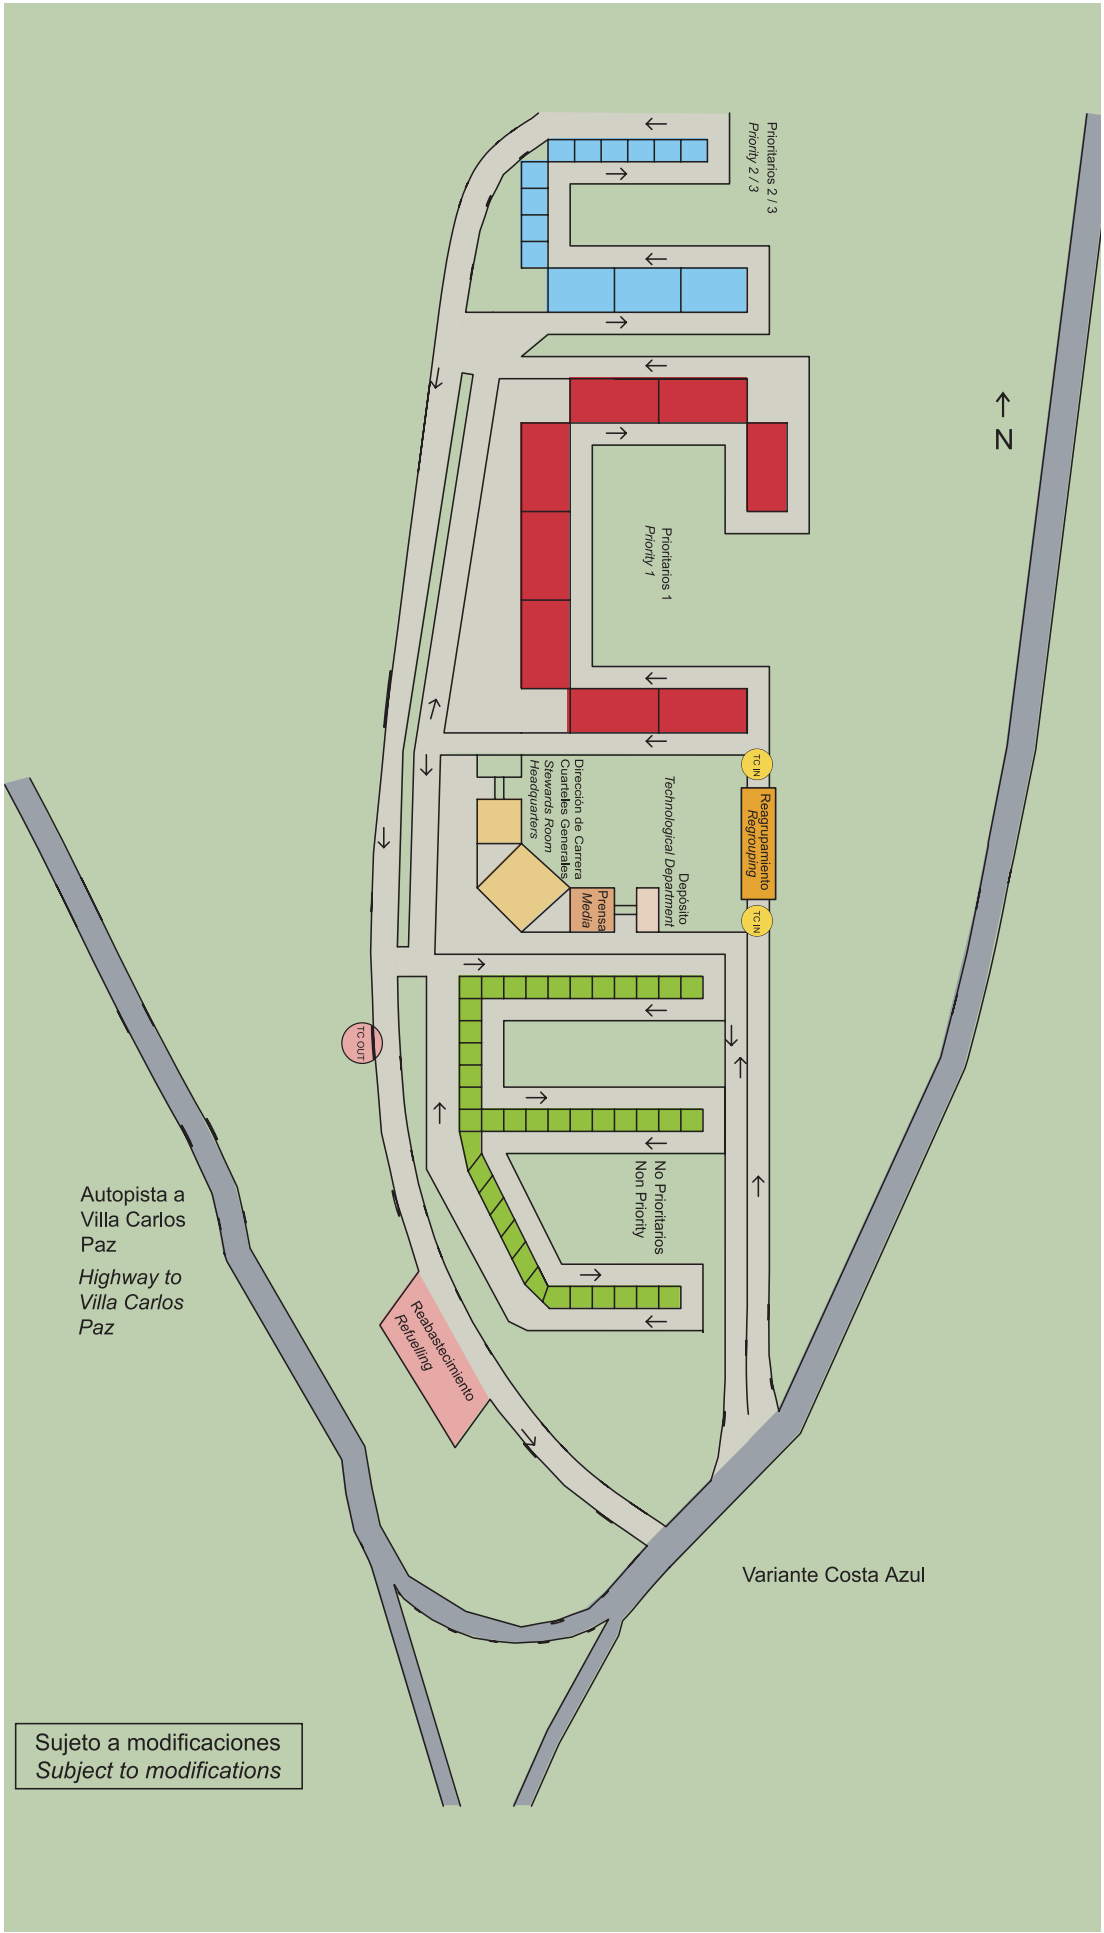 Prioritarios 2 / 3
Priority 2 / 3
N
Prioritarios 1
Priority 1
TC IN
Reagrupamiento
Regrouping
TC IN
Dirección de Carrera
Cuarteles Generales
Stewards Room
Headquarters
Depósito
Technological Department
Prensa
Media
TC OUT
No Prioritarios
Non Priority
Autopista a
Villa Carlos
Paz
Highway to
Villa Carlos
Paz
Reabastecimiento
Refuelling
Variante Costa Azul
Sujeto a modificaciones
Subject to modifications